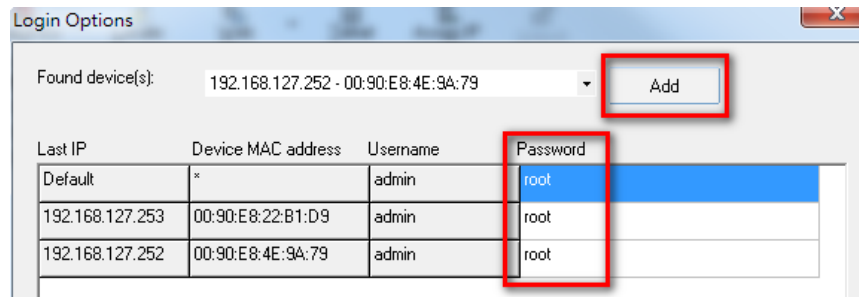 Login Options
Found device(s): 192.168.127.252 - 00:90:E8:4E:9A:79 Add
Last IP Device MAC address Username Password
Default * admin root
192.168.127.253 00:90:E8:22:B1:D9 admin root
192.168.127.252 00:90:E8:4E:9A:79 admin root